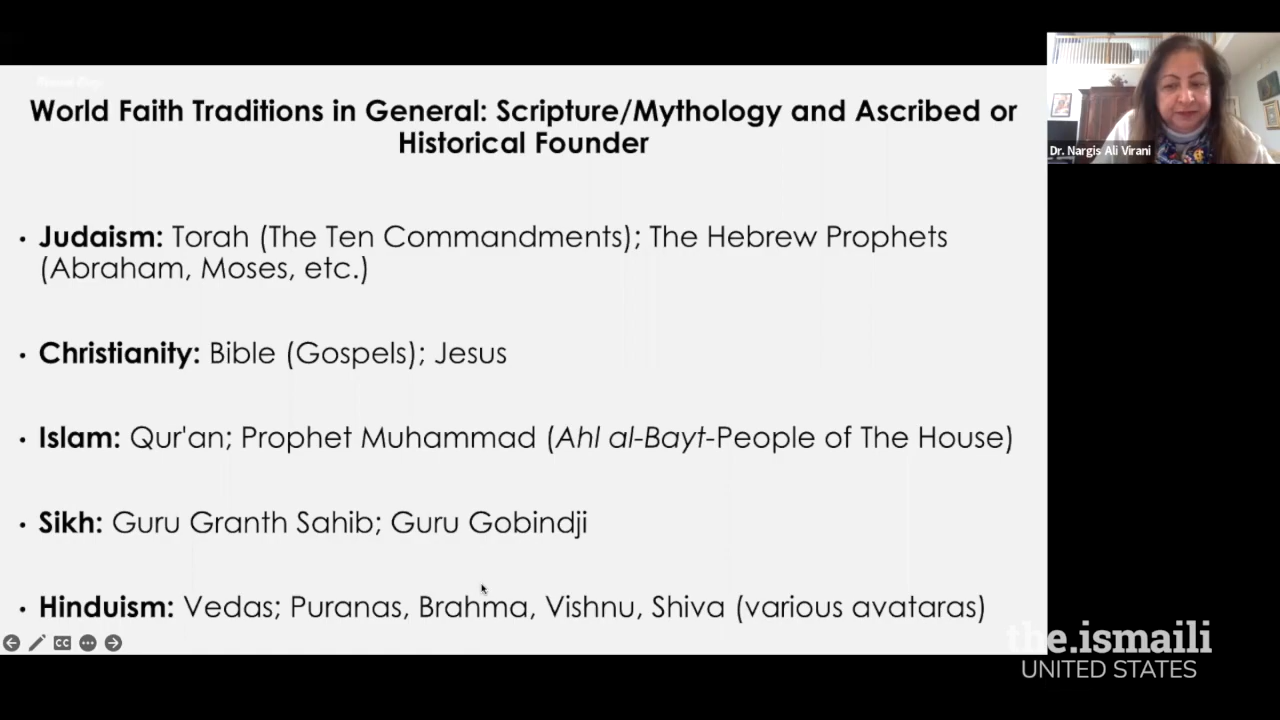 World Faith Traditions in General: Scripture/Mythology and Ascribed or
Historical Founder
• Judaism: Torah (The Ten Commandments); The Hebrew Prophets
(Abraham, Moses, etc.)
• Christianity: Bible (Gospels); Jesus
• Islam: Qur'an; Prophet Muhammad (Ahl al-Bayt-People of The House)
• Sikh: Guru Granth Sahib; Guru Gobindji
• Hinduism: Vedas; Puranas, Brahma, Vishnu, Shiva (various avataras)
CC
Dr. Nargis Ali Virani
the.ismaili
UNITED STATES